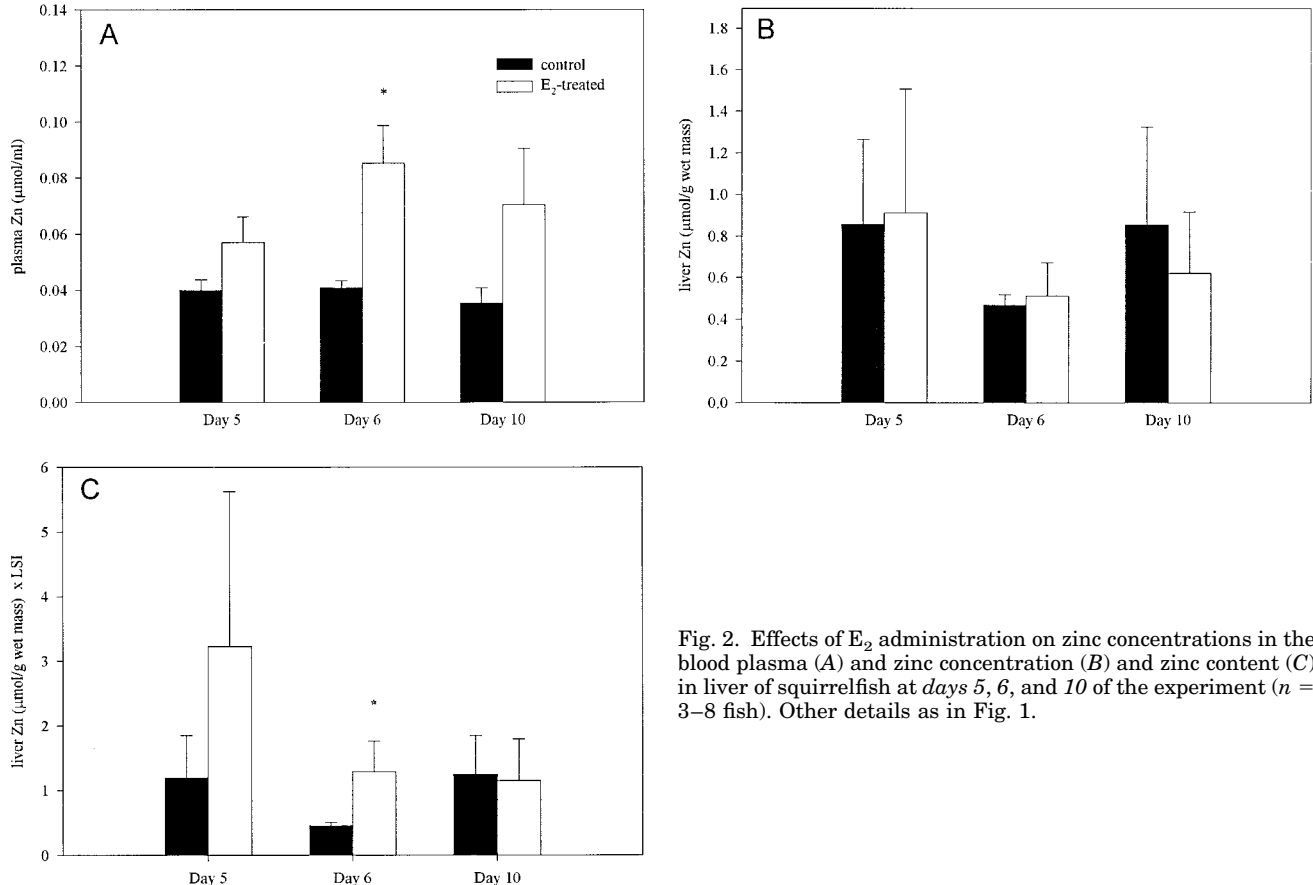 A
0.14
0.12
0.10
0.08
0.06
0.04
0.02
0.00
plasma Zn (μmol/ml)
control
E₂-treated
*
Day 5 Day 6 Day 10
B
1.8
1.6
1.4
1.2
1.0
0.8
0.6
0.4
0.2
0.0
liver Zn (μmol/g wet mass)
Day 5 Day 6 Day 10
C
6
5
4
3
2
1
0
liver Zn (μmol/g wet mass) x LSI
*
Day 5 Day 6 Day 10
Fig. 2. Effects of E₂ administration on zinc concentrations in the
blood plasma (A) and zinc concentration (B) and zinc content (C)
in liver of squirrelfish at days 5, 6, and 10 of the experiment (n =
3–8 fish). Other details as in Fig. 1.